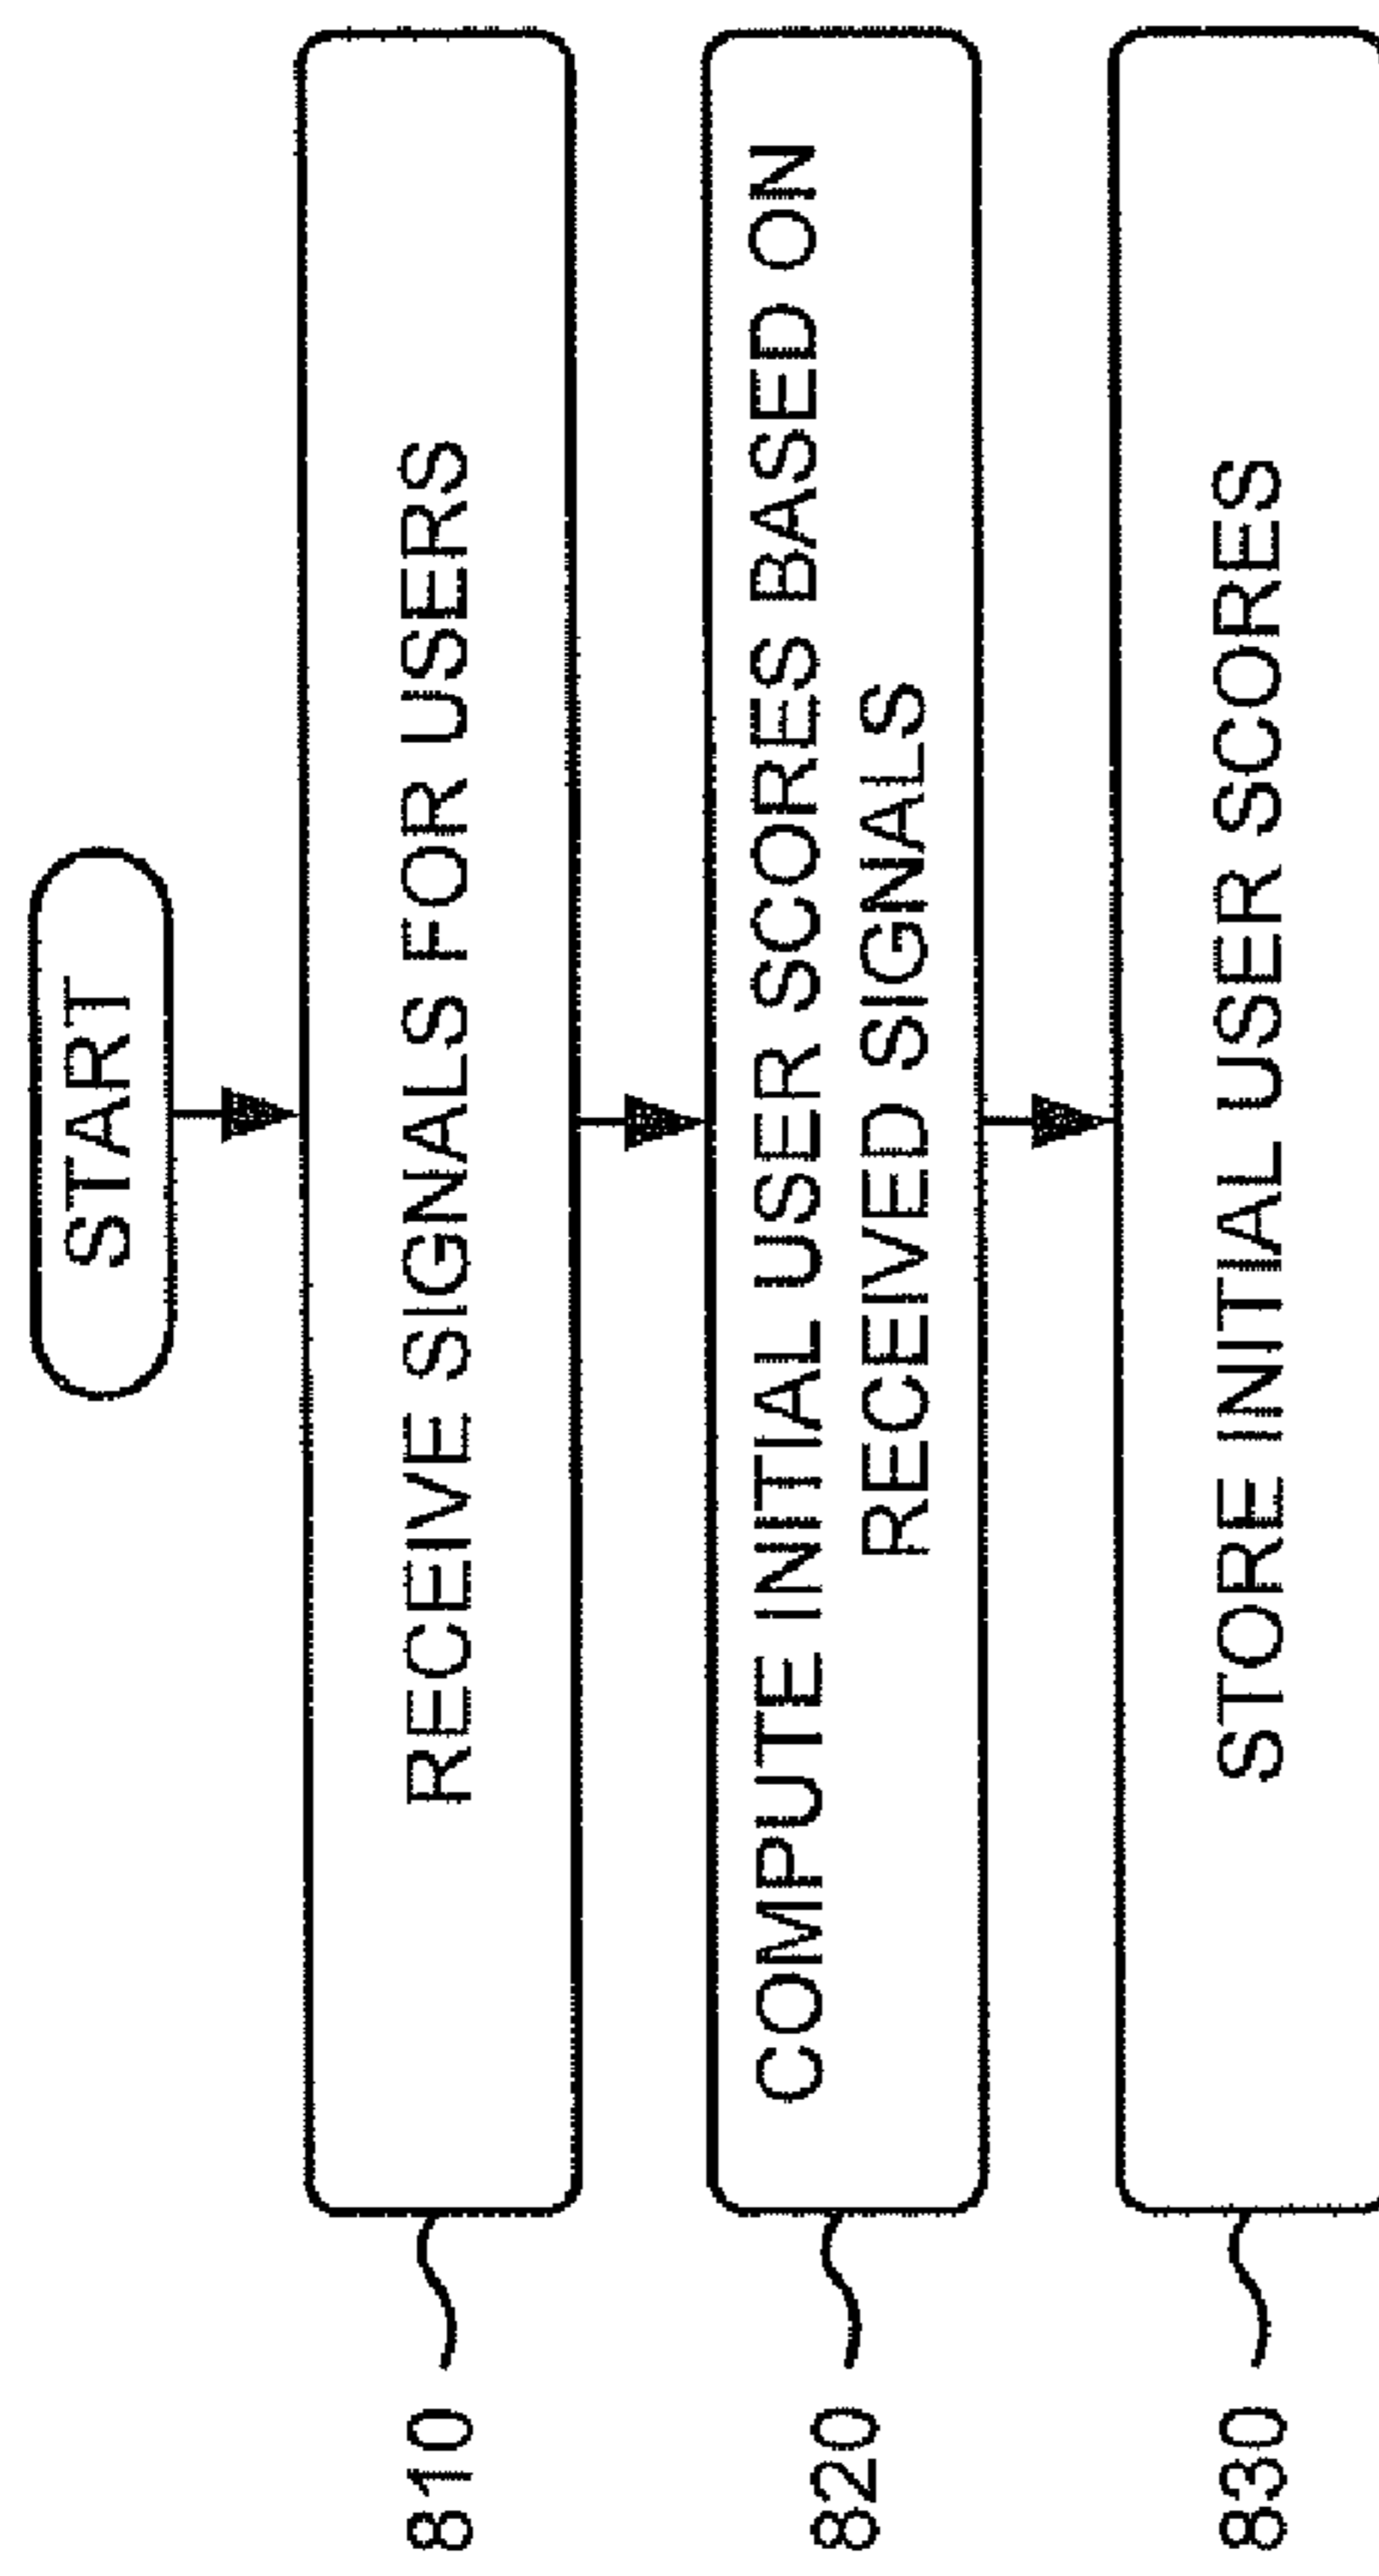 START
810
RECEIVE SIGNALS FOR USERS
820
COMPUTE INITIAL USER SCORES BASED ON
RECEIVED SIGNALS
830
STORE INITIAL USER SCORES